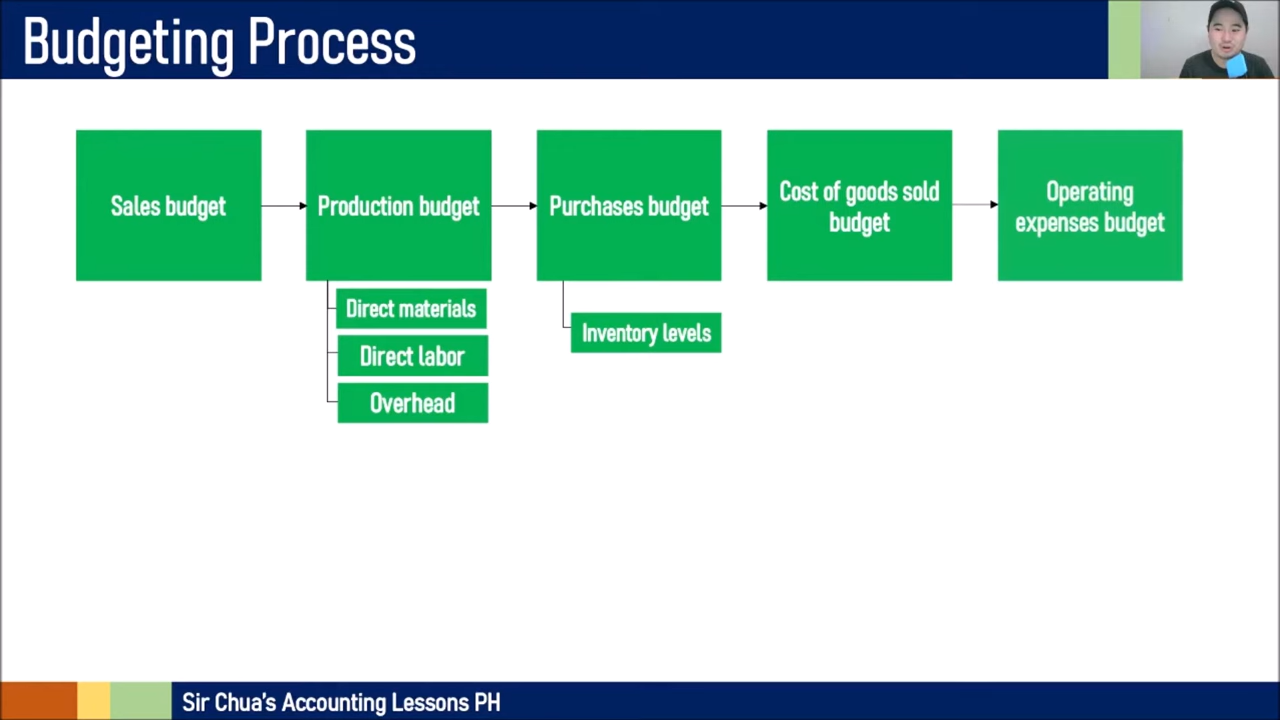 Budgeting Process
Sales budget
Production budget
Purchases budget
Cost of goods sold
budget
Operating
expenses budget
Direct materials
Direct labor
Overhead
Inventory levels
Sir Chua's Accounting Lessons PH